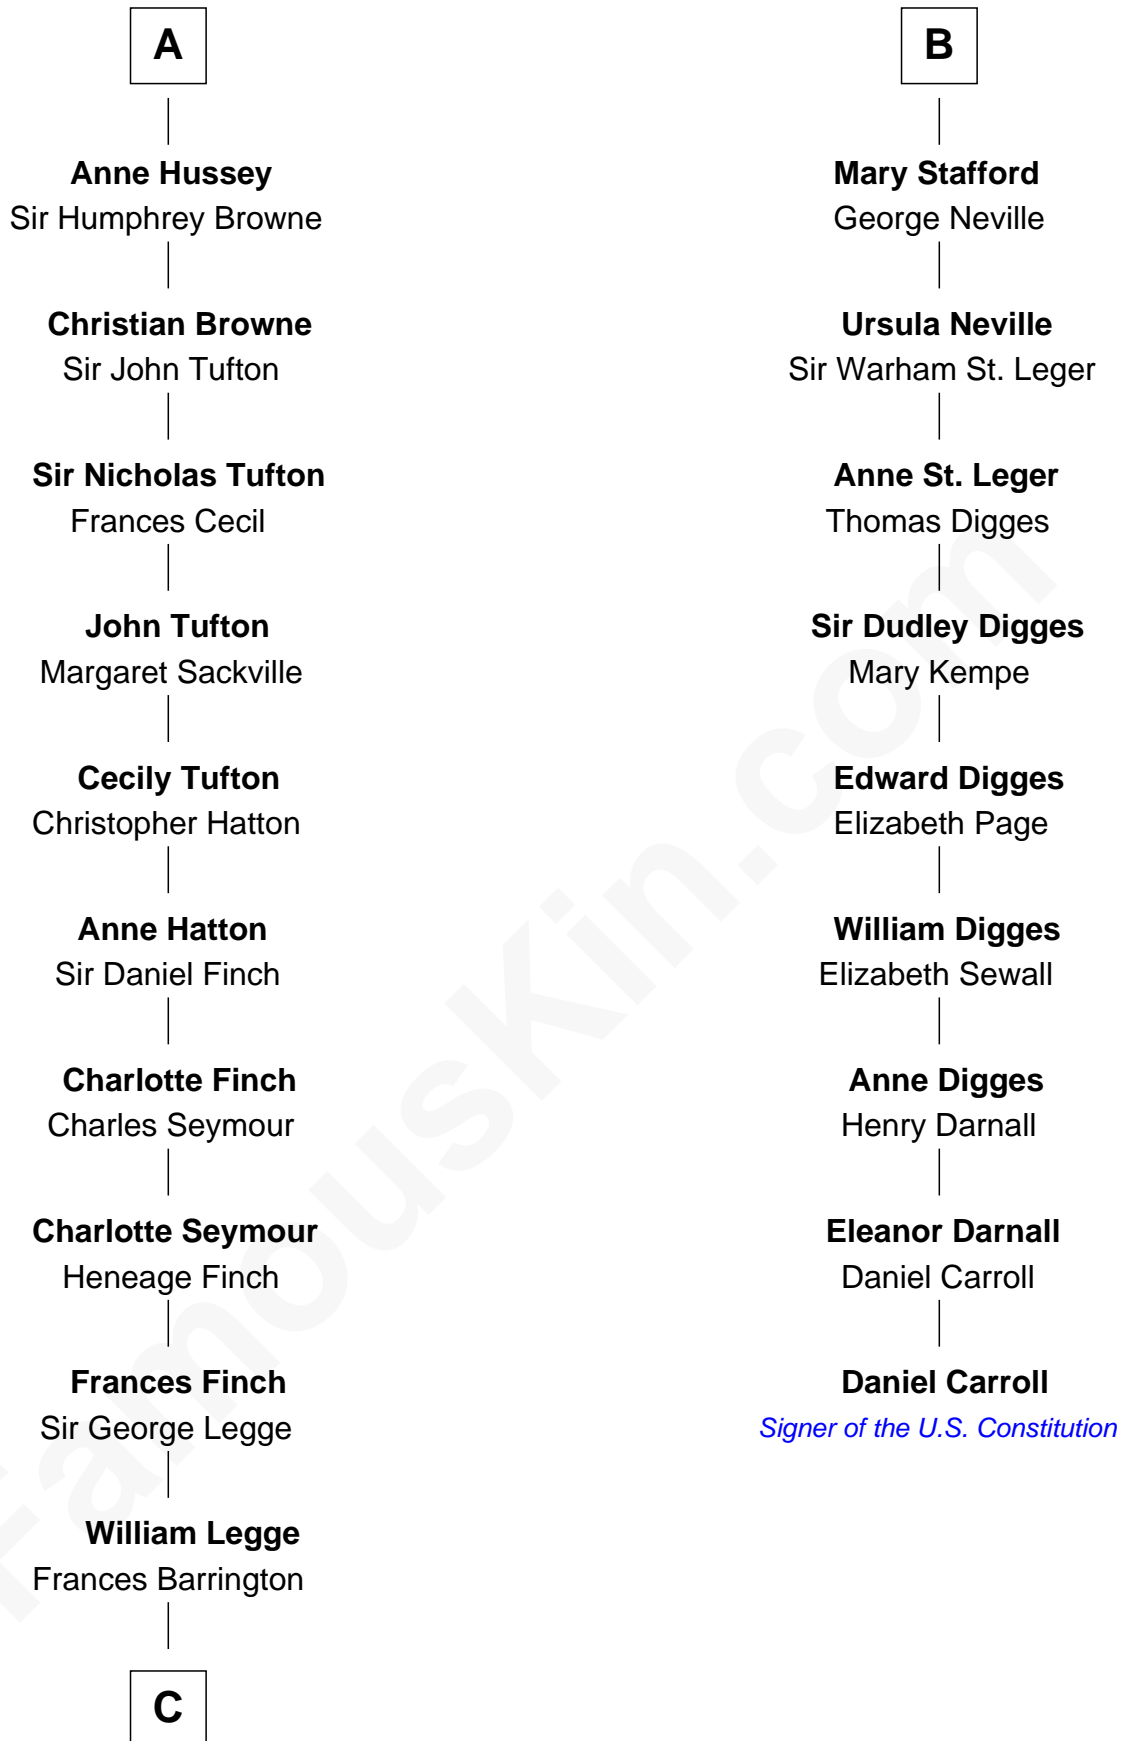 A
Anne Hussey
Sir Humphrey Browne
Christian Browne
Sir John Tufton
Sir Nicholas Tufton
Frances Cecil
John Tufton
Margaret Sackville
Cecily Tufton
Christopher Hatton
Anne Hatton
Sir Daniel Finch
Charlotte Finch
Charles Seymour
Charlotte Seymour
Heneage Finch
Frances Finch
Sir George Legge
William Legge
Frances Barrington
C
B
Mary Stafford
George Neville
Ursula Neville
Sir Warham St. Leger
Anne St. Leger
Thomas Digges
Sir Dudley Digges
Mary Kempe
Edward Digges
Elizabeth Page
William Digges
Elizabeth Sewall
Anne Digges
Henry Darnall
Eleanor Darnall
Daniel Carroll
Daniel Carroll
Signer of the U.S. Constitution
FamousKin.com